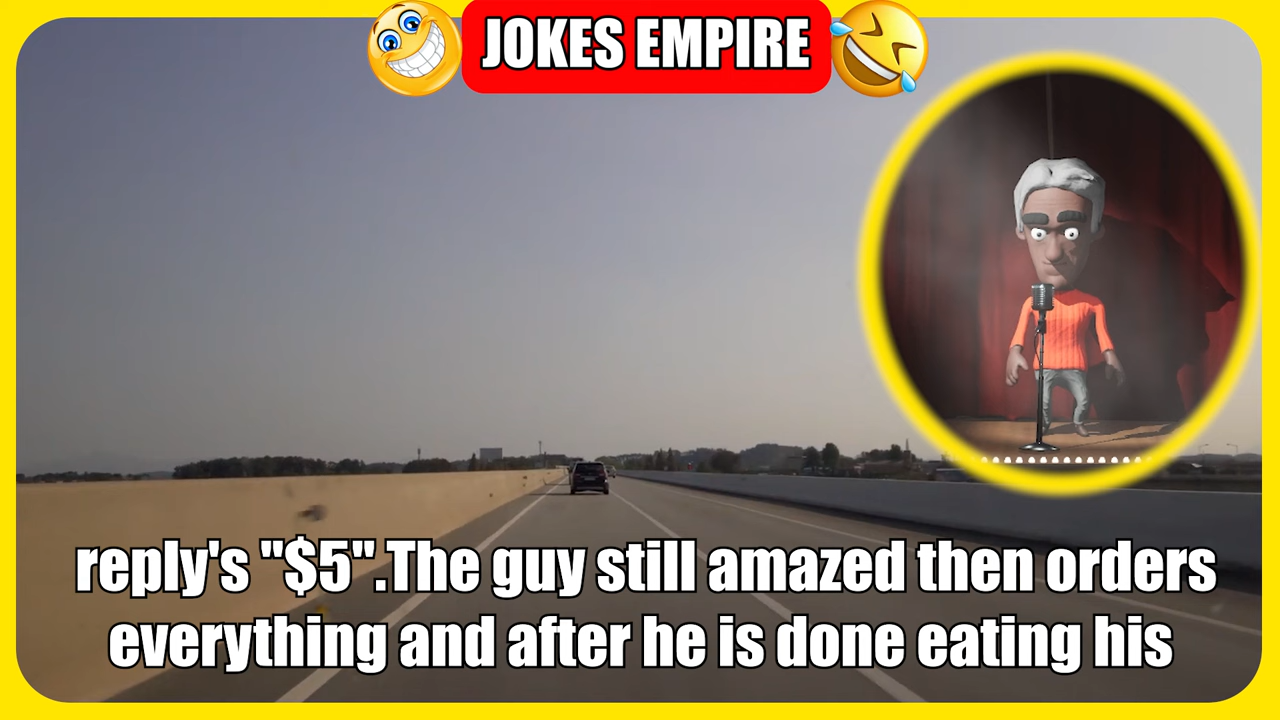 JOKES EMPIRE
reply's "$5".The guy still amazed then orders
everything and after he is done eating his